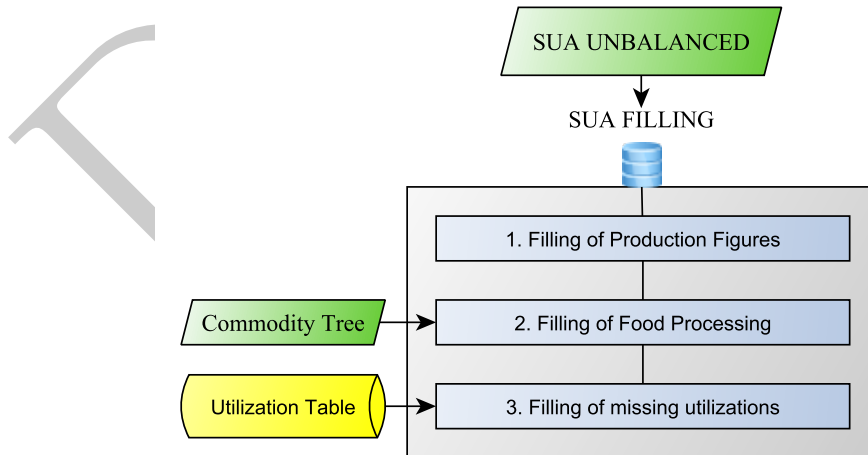 SUA UNBALANCED
SUA FILLING
1. Filling of Production Figures
Commodity Tree
2. Filling of Food Processing
Utilization Table
3. Filling of missing utilizations